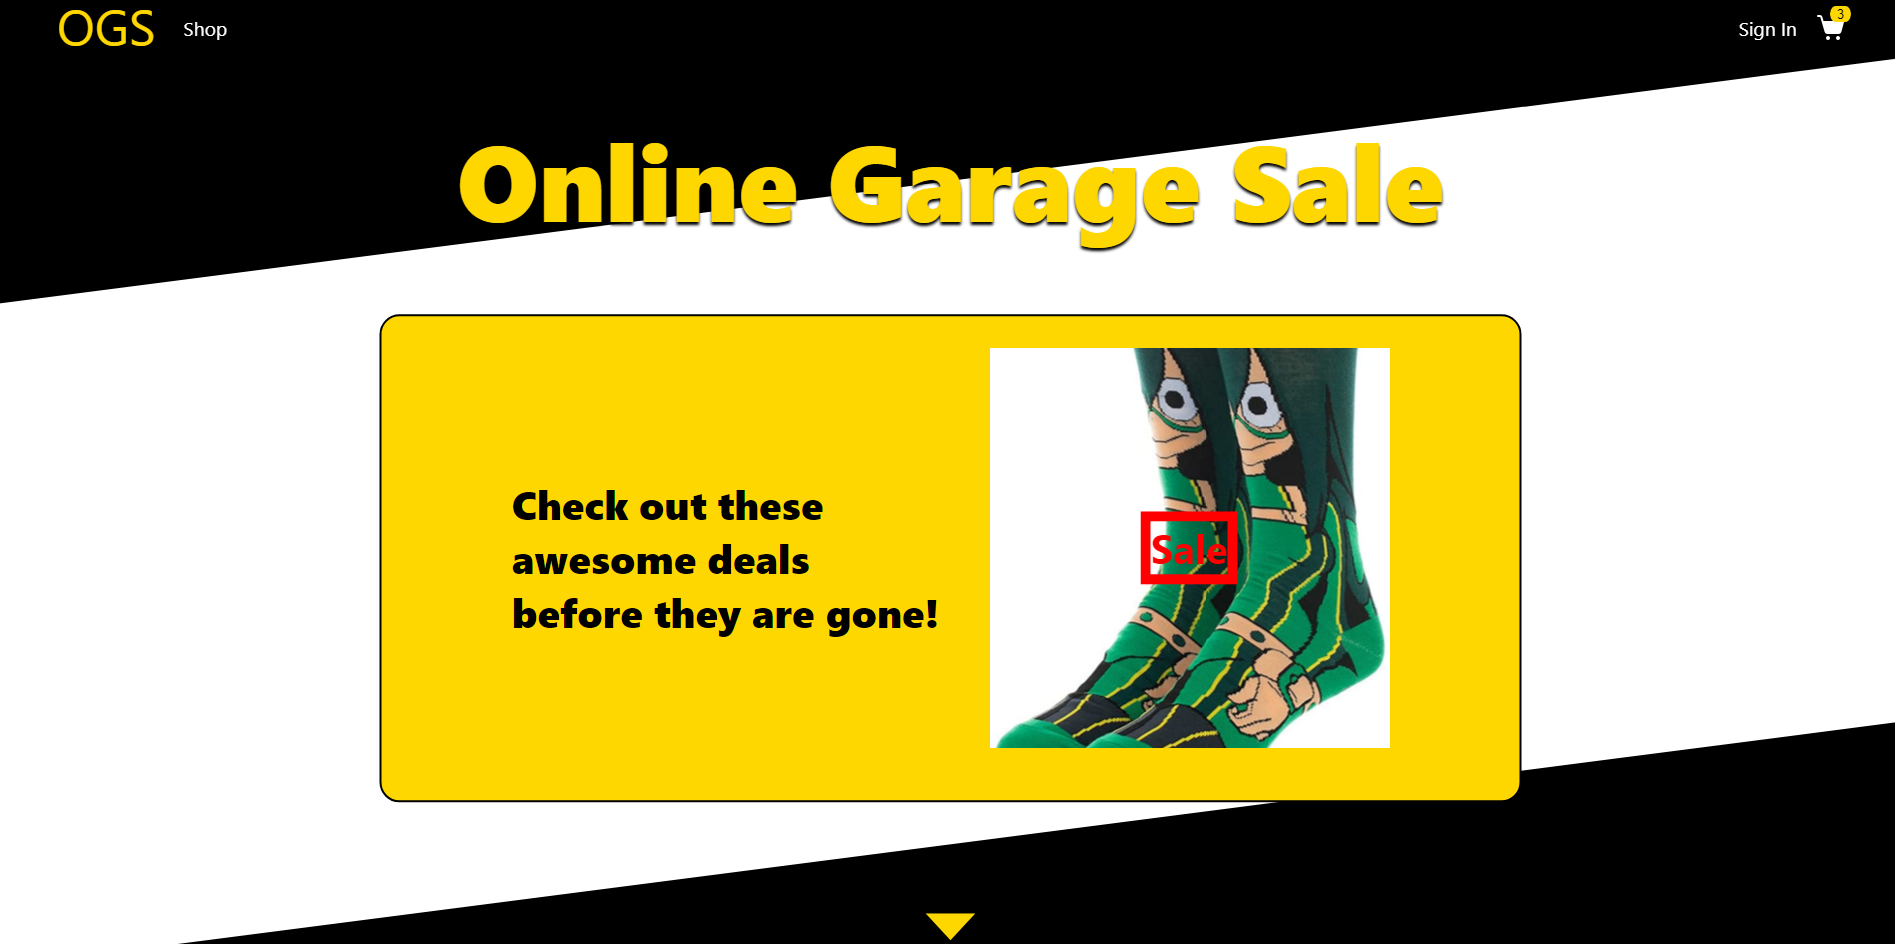 OGS
Shop
Sign In
3
Online Garage Sale
Check out these
awesome deals
before they are gone!
Sale